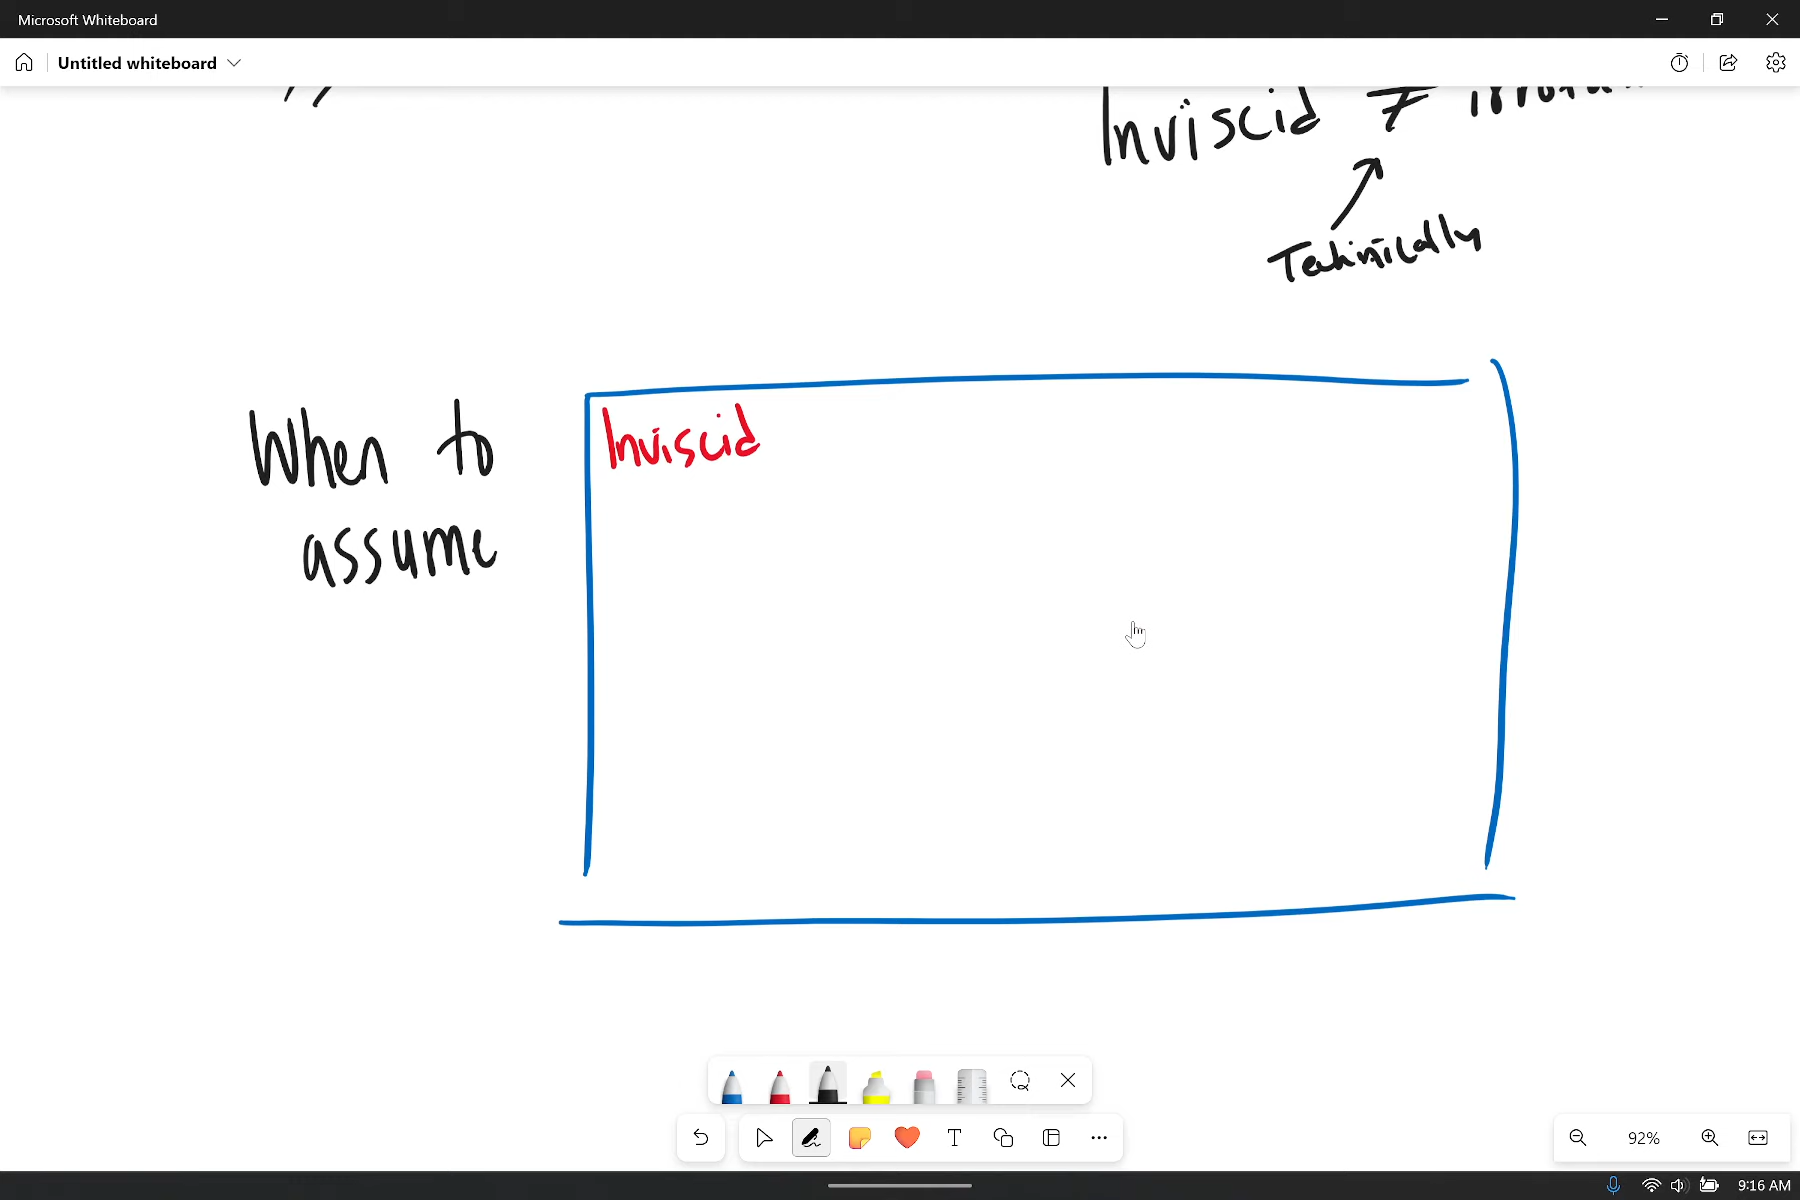 Microsoft Whiteboard
Untitled whiteboard
Inviscid ≠
Technically
When to
assume
Inviscid
92%
9:16 AM